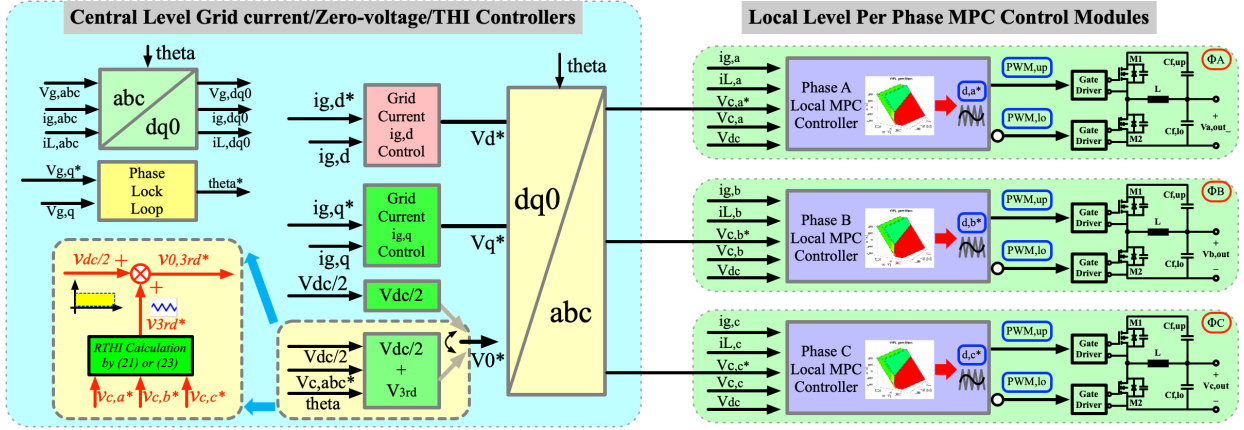 Central Level Grid current/Zero-voltage/THI Controllers
theta
Vg,abc
ig,abc
iL,abc
abc
dq0
Vg,dq0
ig,dq0
iL,dq0
Vg,q*
Vg,q
Phase
Lock
Loop
theta*
vdc/2
+
v0,3rd*
+
v3rd*
RTHI Calculation
by (21) or (23)
vc,a*
vc,b*
vc,c*
ig,d*
ig,d
Grid
Current
ig,d
Control
Vd*
ig,q*
ig,q
Grid
Current
ig,q
Control
Vq*
Vdc/2
Vdc/2
Vdc/2
Vc,abc*
theta
Vdc/2
+
V3rd
V0*
theta
dq0
abc
Local Level Per Phase MPC Control Modules
ig,a
iL,a
Vc,a*
Vc,a
Vdc
Phase A
Local MPC
Controller
d,a*
PWM,up
PWM,lo
Gate
Driver
Gate
Driver
M1
M2
L
Cf,up
Cf,lo
ΦA
+
Va,out_
ig,b
iL,b
Vc,b*
Vc,b
Vdc
Phase B
Local MPC
Controller
d,b*
PWM,up
PWM,lo
Gate
Driver
Gate
Driver
M1
M2
L
Cf,up
Cf,lo
ΦB
+
Vb,out
−
ig,c
iL,c
Vc,c*
Vc,c
Vdc
Phase C
Local MPC
Controller
d,c*
PWM,up
PWM,lo
Gate
Driver
Gate
Driver
M1
M2
L
Cf,up
Cf,lo
ΦC
+
Vc,out
−